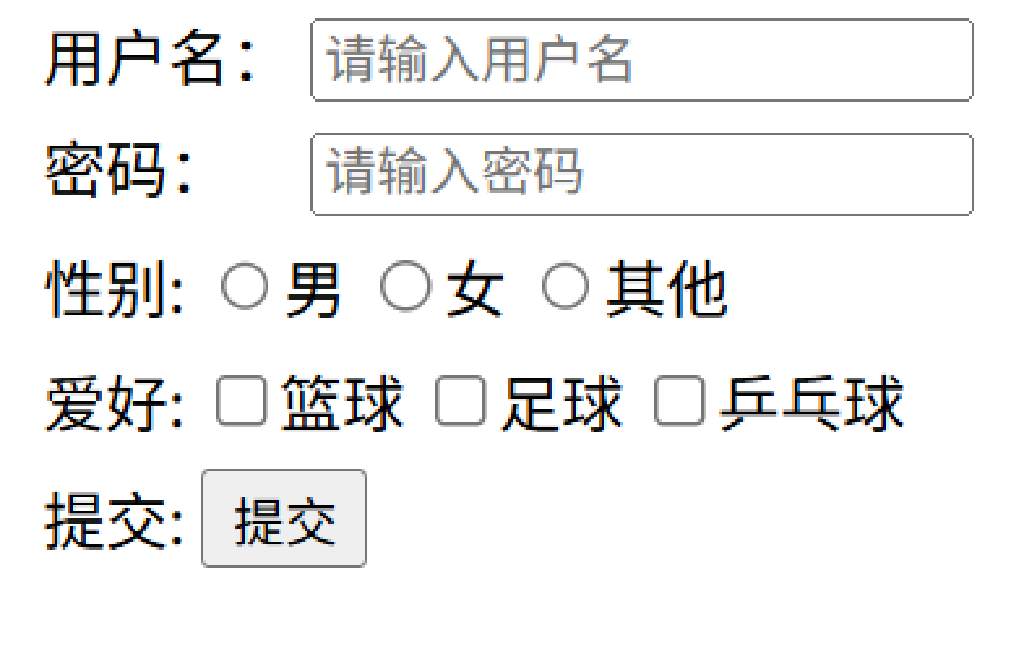 用户名： 请输入用户名
密码： 请输入密码
性别: 男 女 其他
爱好: 篮球 足球 乒乓球
提交: 提交